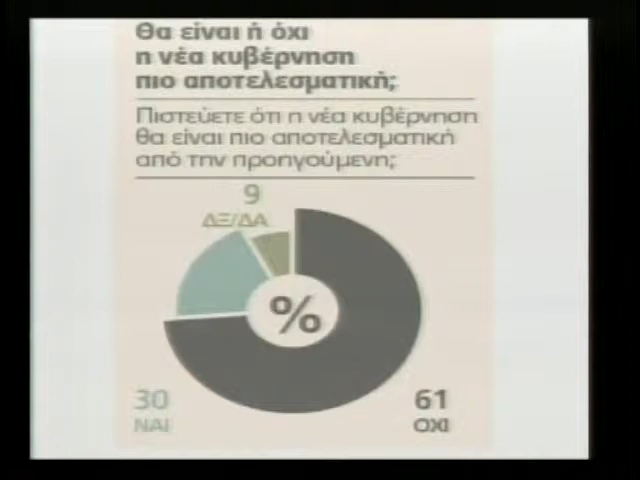 Θα είναι ή όχι
η νέα κυβέρνηση
πιο αποτελεσματική;
Πιστεύετε ότι η νέα κυβέρνηση
θα είναι πιο αποτελεσματική
από την προηγούμενη;
9
ΔΞ/ΔΑ
%
30
ΝΑΙ
61
ΟΧΙ